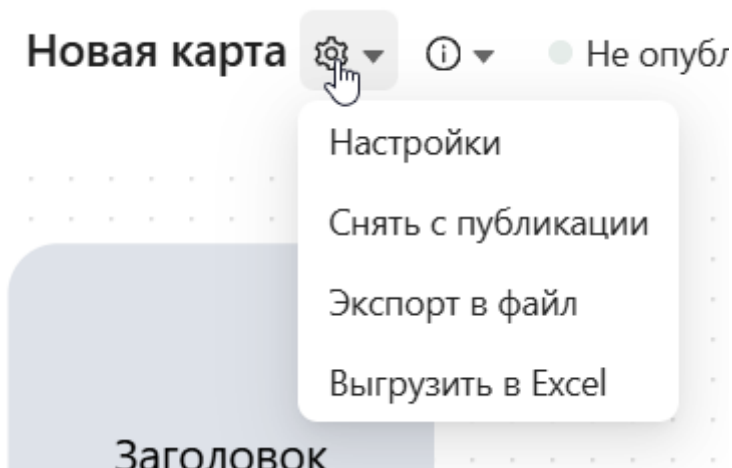 Новая карта
Не опубл
Настройки
Снять с публикации
Экспорт в файл
Выгрузить в Excel
Заголовок